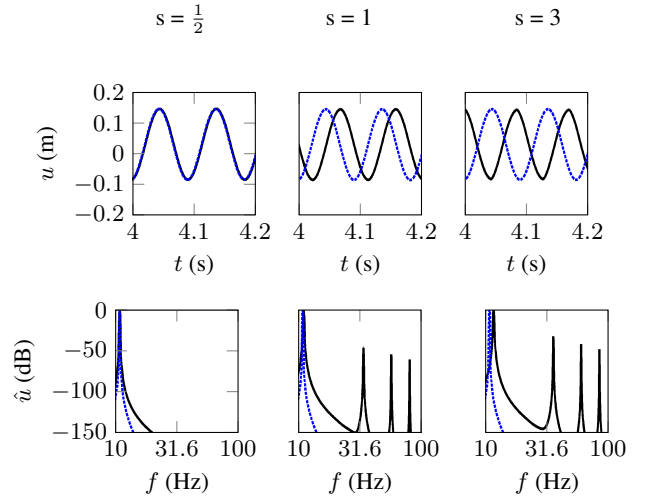 s = 1/2 s = 1 s = 3
0.2
0.1
0
−0.1
−0.2
u (m)
4 4.1 4.2 4 4.1 4.2 4 4.1 4.2
t (s) t (s) t (s)
0
−50
−100
−150
û (dB)
10 31.6 100 10 31.6 100 10 31.6 100
f (Hz) f (Hz) f (Hz)